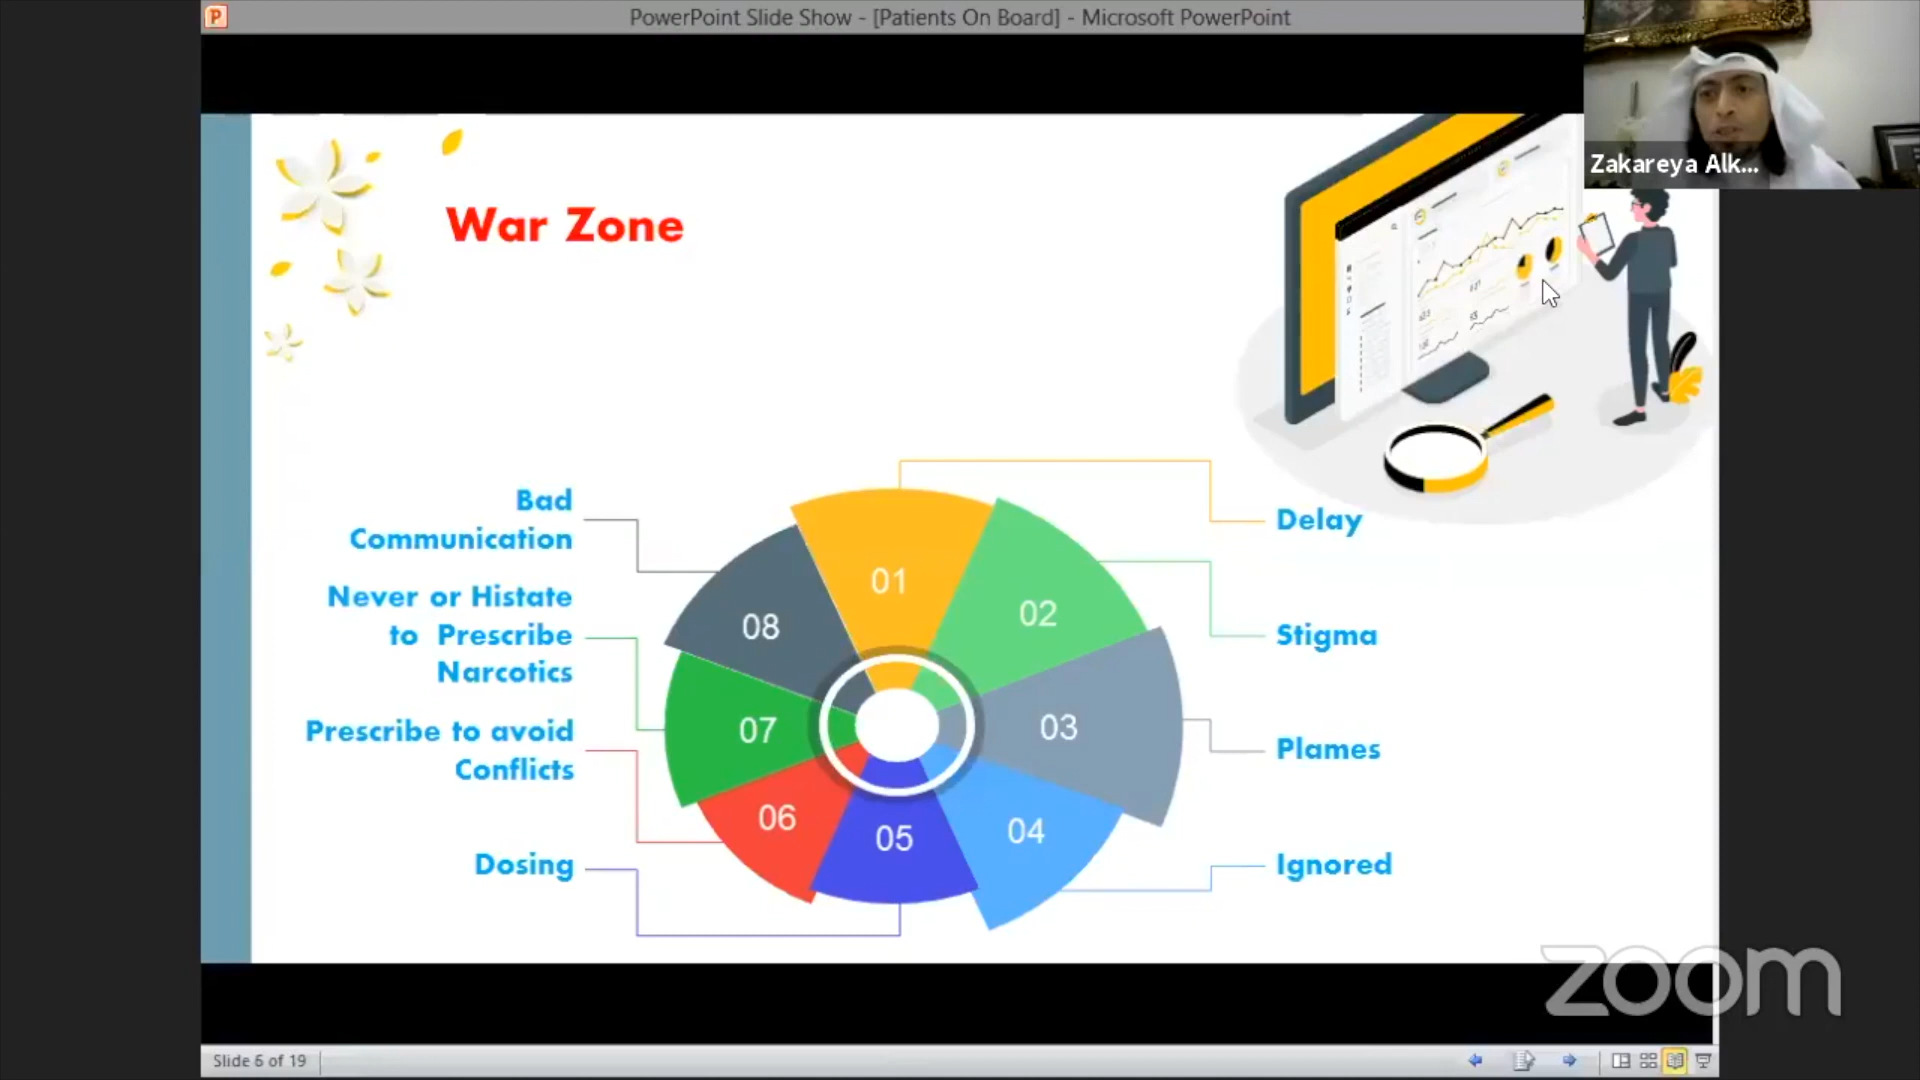 PowerPoint Slide Show - [Patients On Board] - Microsoft PowerPoint
Zakareya Alk...
War Zone
Bad
Communication
Never or Histate
to Prescribe
Narcotics
Prescribe to avoid
Conflicts
Dosing
01
02
03
04
05
06
07
08
Delay
Stigma
Plames
Ignored
zoom
Slide 6 of 19